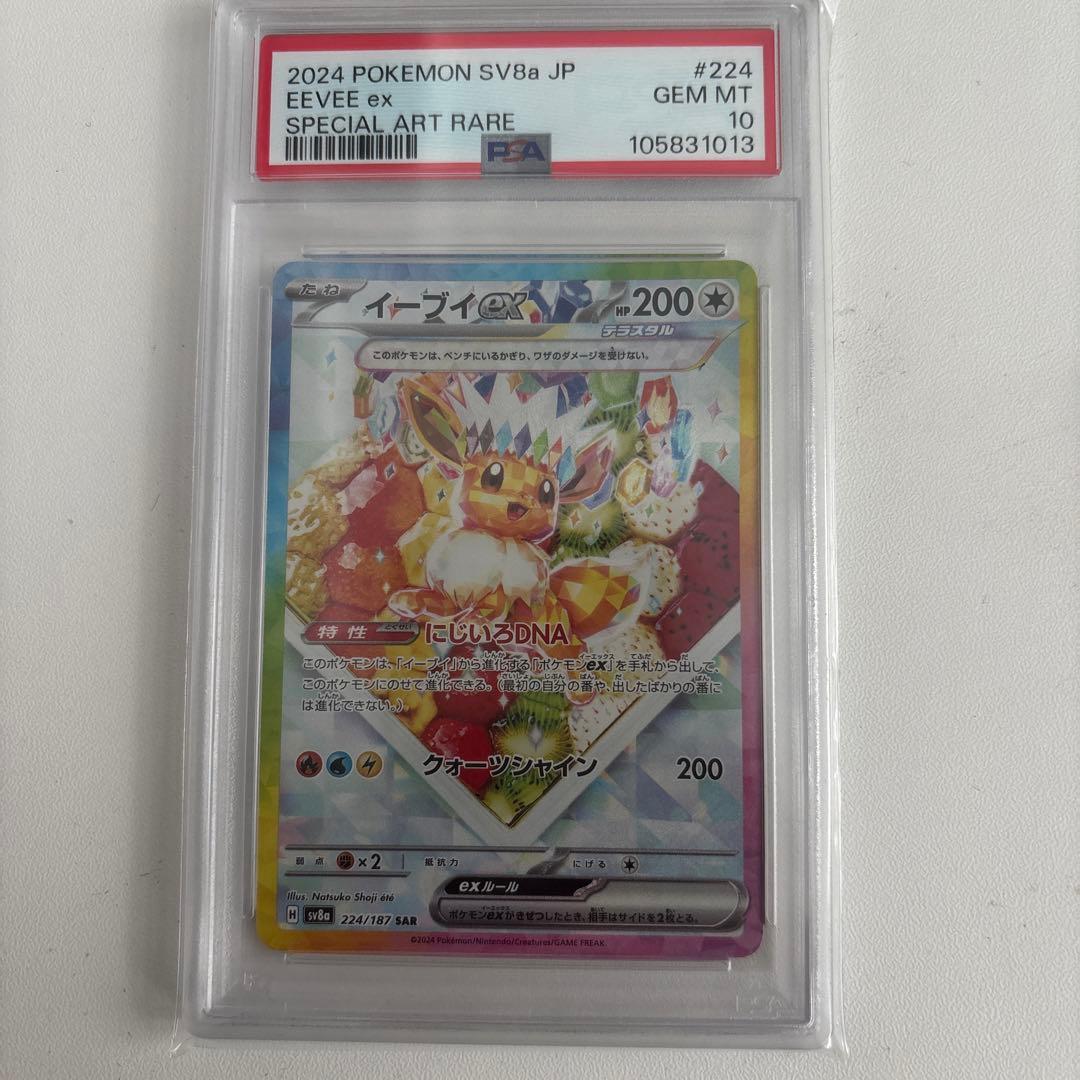 2024 POKEMON SV8a JP #224
EEVEE ex GEM MT
SPECIAL ART RARE 10
PSA 105831013
たね イーブイex HP200
テラスタル
このポケモンは、ベンチにいるかぎり、ワザのダメージを受けない。
特性 とくせい にじいろDNA
このポケモンは、「イーブイ」から進化する「ポケモンex」を手札から出して、
このポケモンにのせて進化できる。（最初の自分の番や、出したばかりの番に
は進化できない。）
クォーツシャイン 200
弱点 ×2 抵抗力 にげる
exルール
ポケモンexがきぜつしたとき、相手はサイドを2枚とる。
Illus. Natsuko Shoji été
H sv8a 224/187 SAR
©2024 Pokémon/Nintendo/Creatures/GAME FREAK